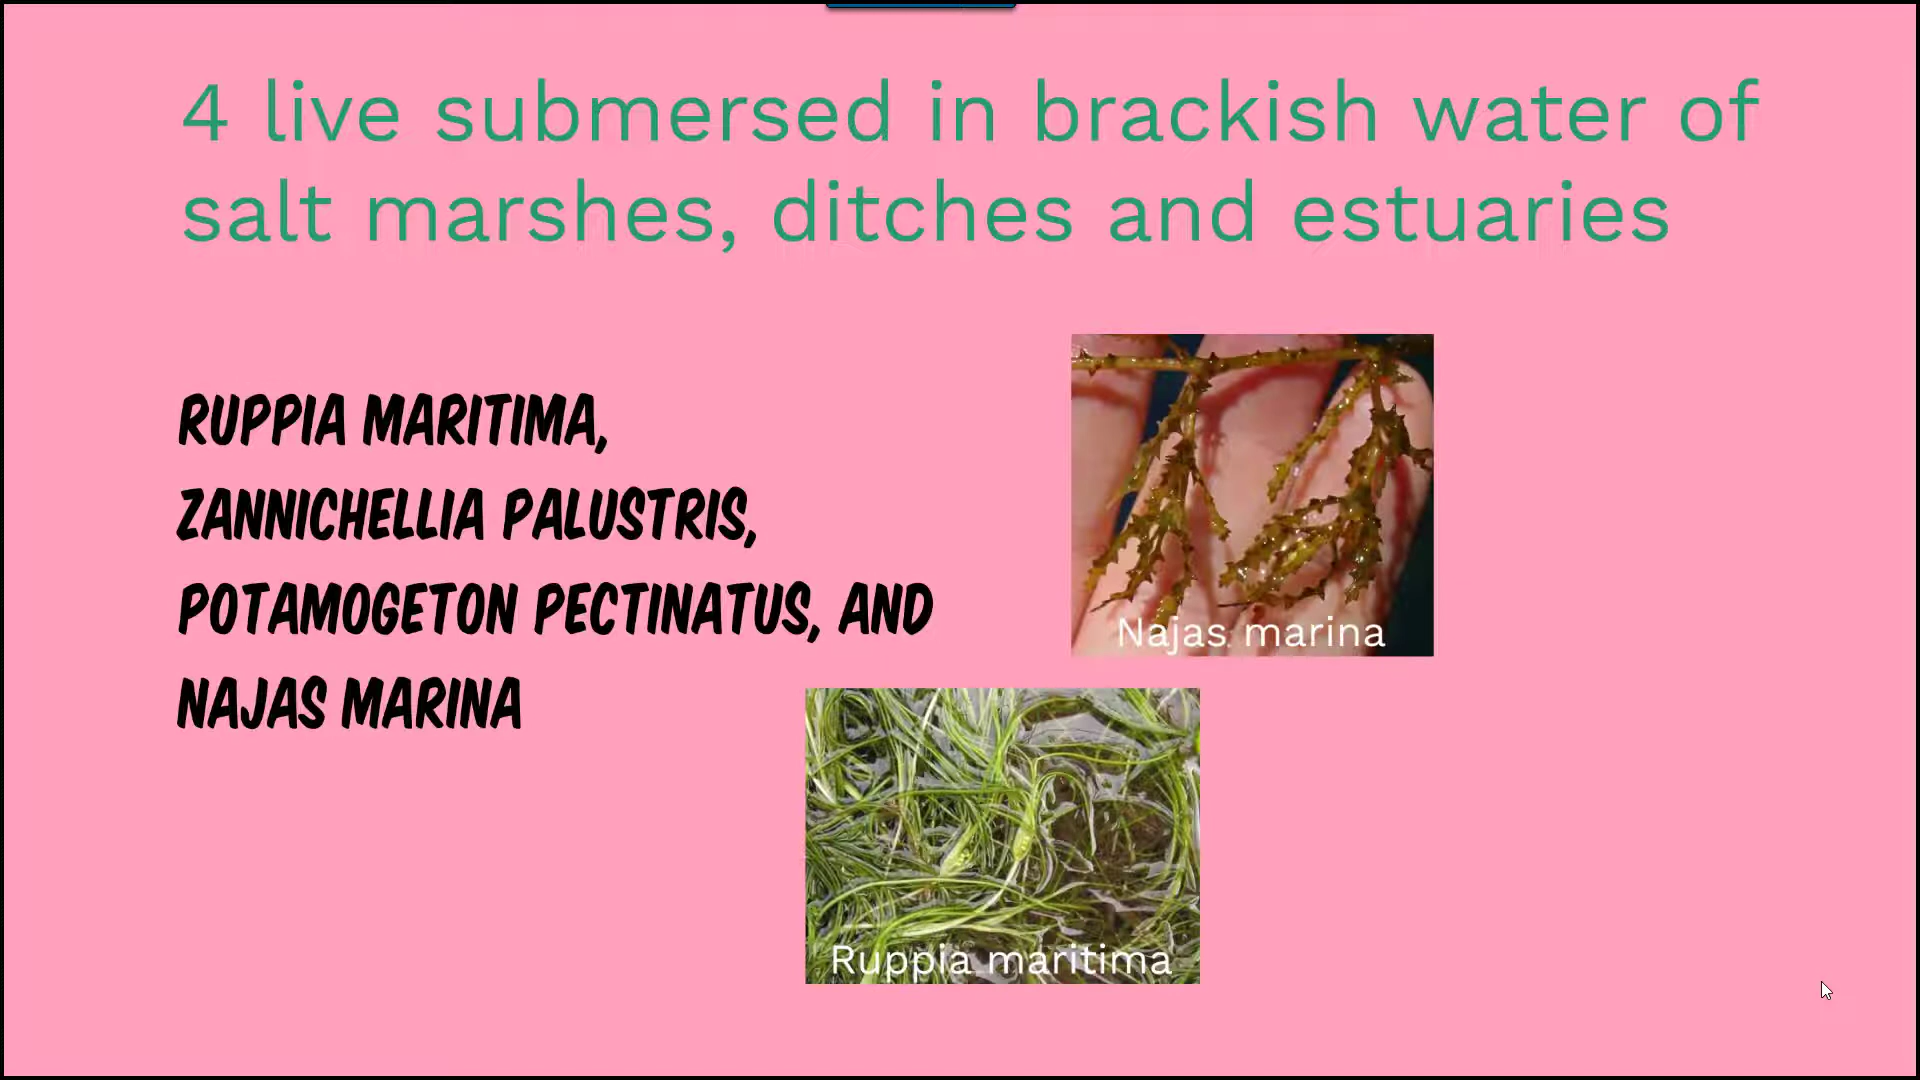 4 live submersed in brackish water of
salt marshes, ditches and estuaries
RUPPIA MARITIMA,
ZANNICHELLIA PALUSTRIS,
POTAMOGETON PECTINATUS, AND
NAJAS MARINA
Najas marina
Ruppia maritima